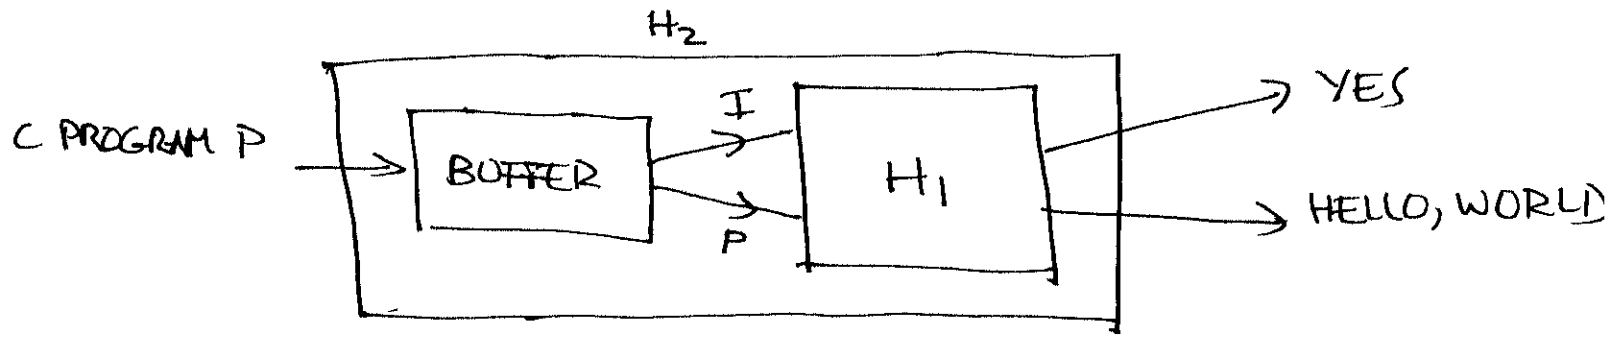 H2
C PROGRAM P
BUFFER
I
P
H1
YES
HELLO, WORLD